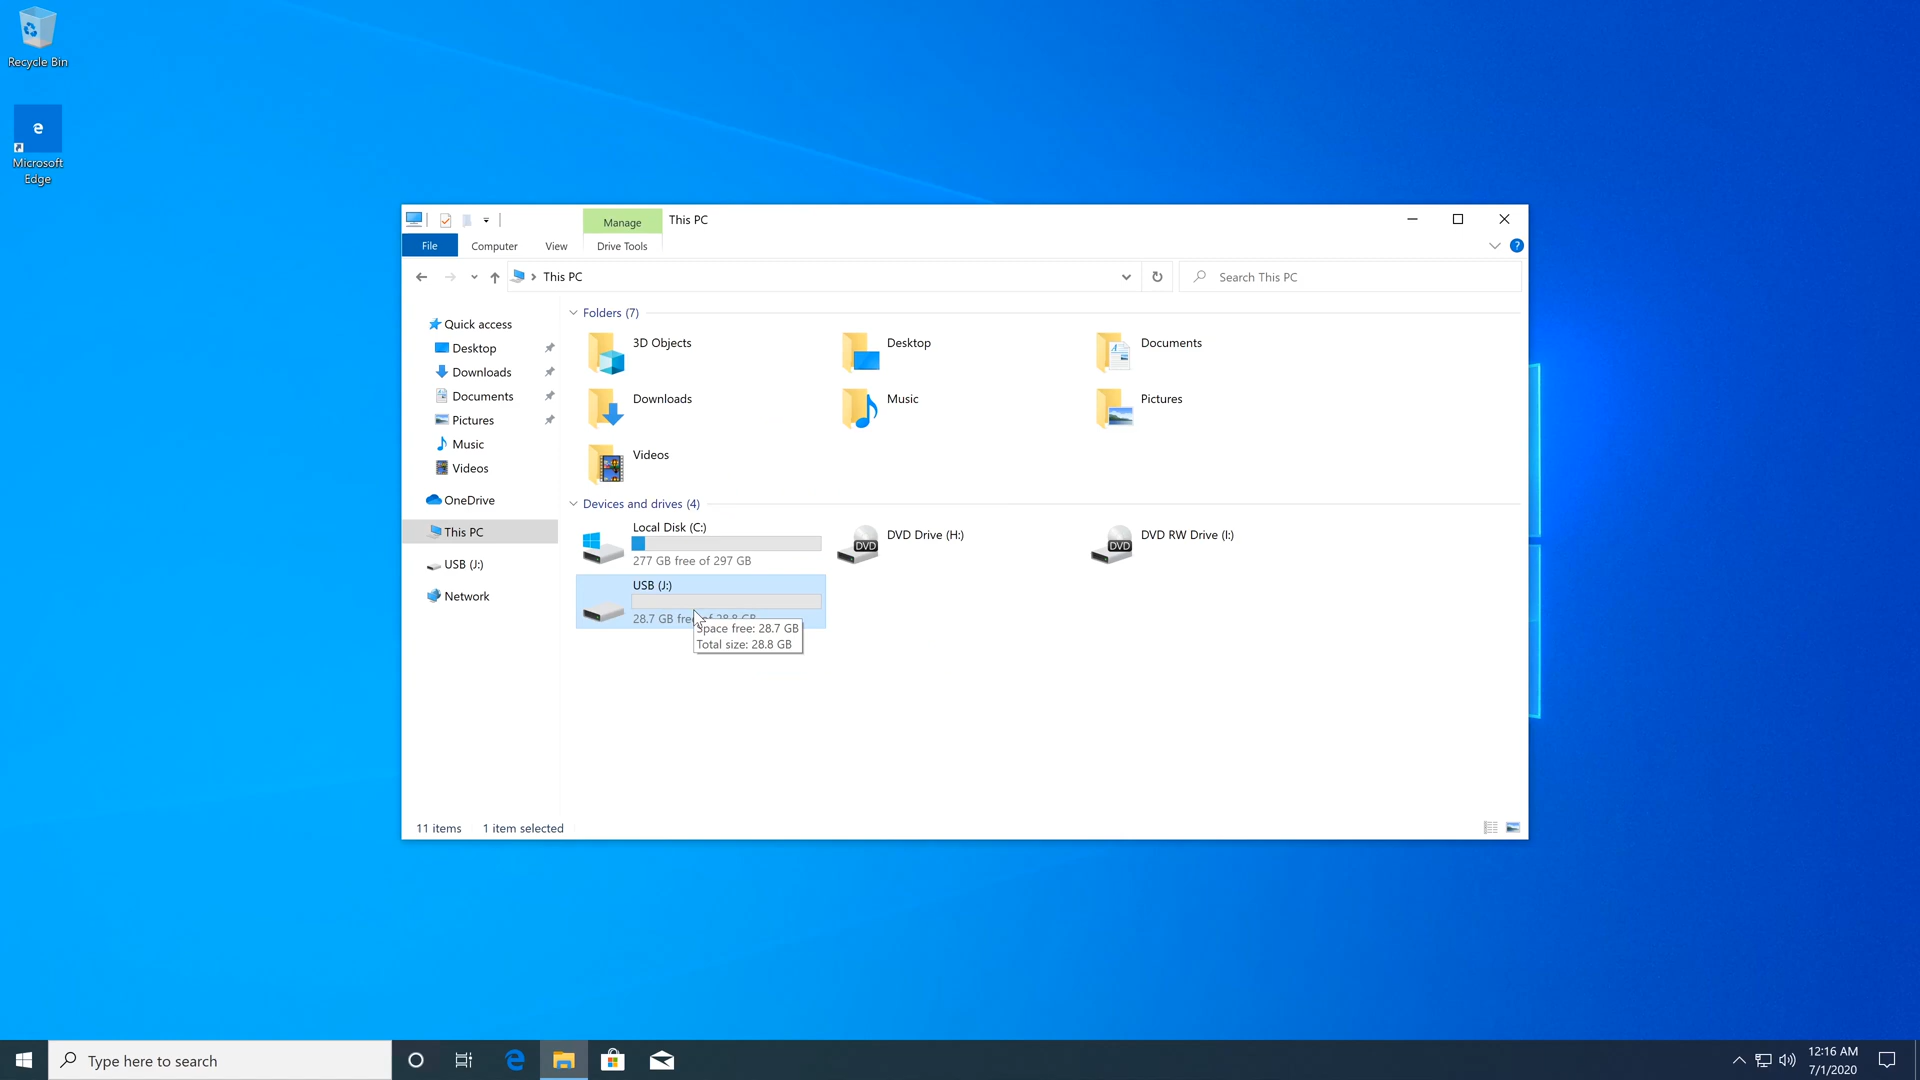 Recycle Bin
Microsoft
Edge
Manage
This PC
File
Computer
View
Drive Tools
This PC
Search This PC
Quick access
Desktop
Downloads
Documents
Pictures
Music
Videos
OneDrive
This PC
USB (J:)
Network
Folders (7)
3D Objects
Desktop
Documents
Downloads
Music
Pictures
Videos
Devices and drives (4)
Local Disk (C:)
277 GB free of 297 GB
DVD
DVD Drive (H:)
DVD
DVD RW Drive (I:)
USB (J:)
28.7 GB free of 28.8 GB
Space free: 28.7 GB
Total size: 28.8 GB
11 items
1 item selected
Type here to search
12:16 AM
7/1/2020